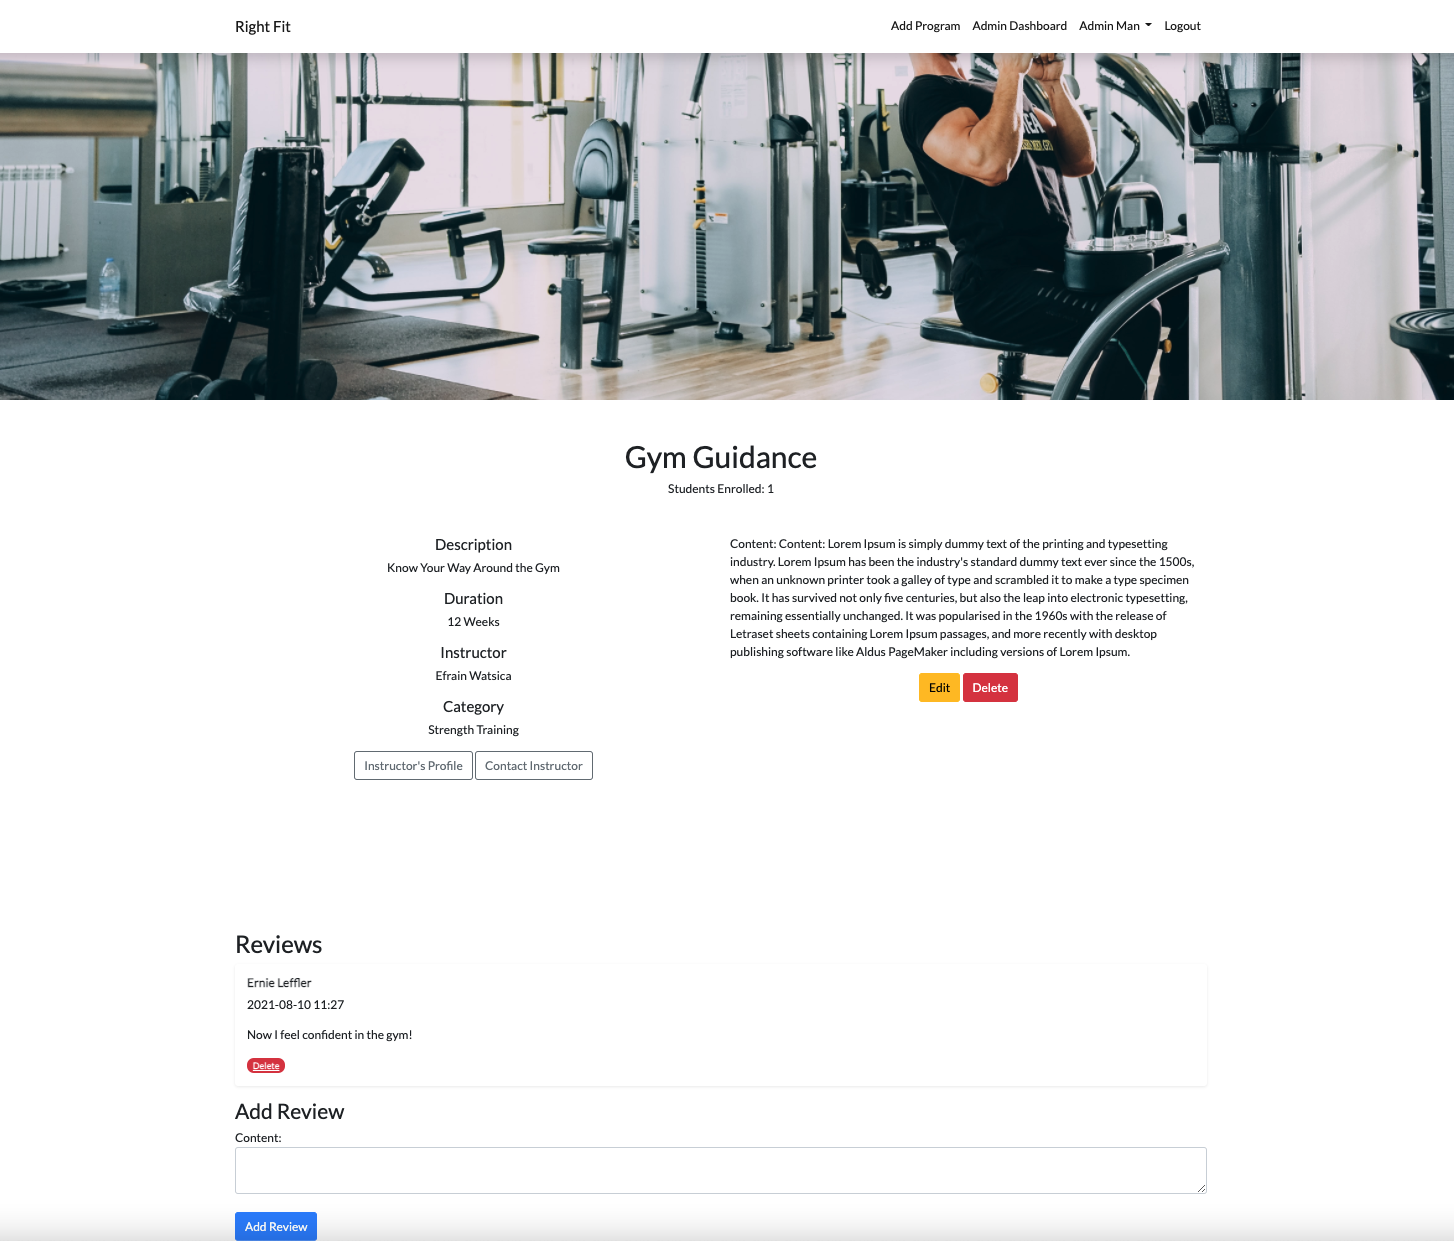 Right Fit
Add Program Admin Dashboard Admin Man Logout
Gym Guidance
Students Enrolled: 1
Description
Know Your Way Around the Gym
Duration
12 Weeks
Instructor
Efrain Watsica
Category
Strength Training
Instructor's Profile Contact Instructor
Content: Content: Lorem Ipsum is simply dummy text of the printing and typesetting
industry. Lorem Ipsum has been the industry's standard dummy text ever since the 1500s,
when an unknown printer took a galley of type and scrambled it to make a type specimen
book. It has survived not only five centuries, but also the leap into electronic typesetting,
remaining essentially unchanged. It was popularised in the 1960s with the release of
Letraset sheets containing Lorem Ipsum passages, and more recently with desktop
publishing software like Aldus PageMaker including versions of Lorem Ipsum.
Edit Delete
Reviews
Ernie Leffler
2021-08-10 11:27
Now I feel confident in the gym!
Delete
Add Review
Content:
Add Review